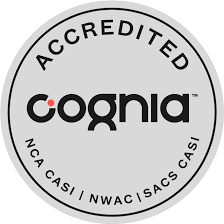 ACCREDITED
cognia™
NCA CASI | NWAC | SACS CASI